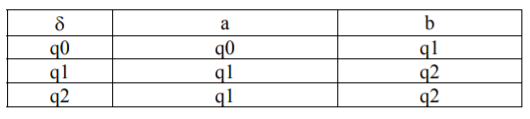 δ a b
q0 q0 q1
q1 q1 q2
q2 q1 q2